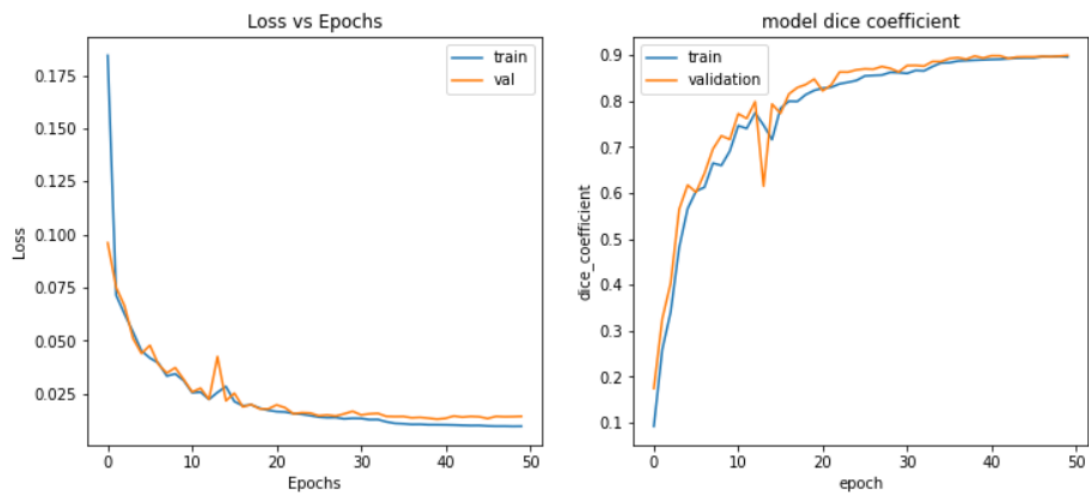 Loss vs Epochs
train
val
0.175
0.150
0.125
0.100
0.075
0.050
0.025
Loss
0 10 20 30 40 50
Epochs
model dice coefficient
train
validation
0.9
0.8
0.7
0.6
0.5
0.4
0.3
0.2
0.1
dice_coefficient
0 10 20 30 40 50
epoch